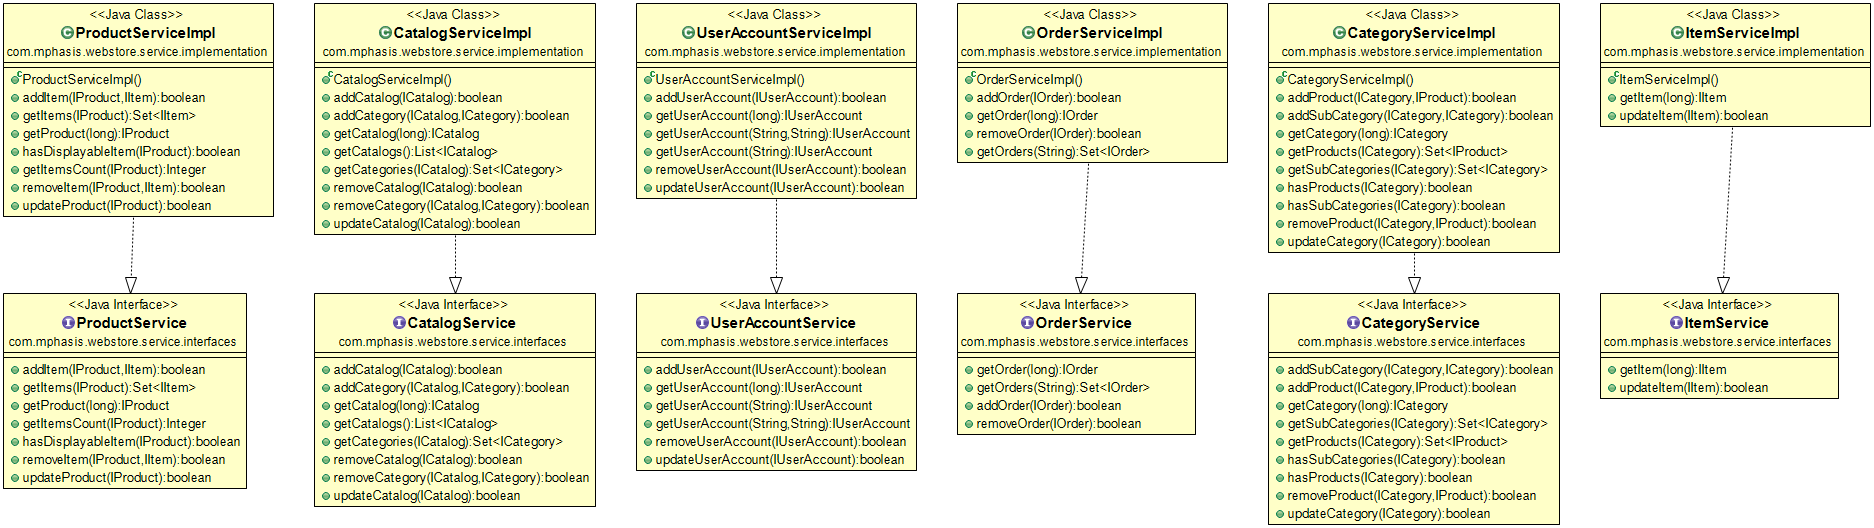 <<Java Class>>
ProductServiceImpl
com.mphasis.webstore.service.implementation
ProductServiceImpl()
addItem(IProduct,IItem):boolean
getItems(IProduct):Set<IItem>
getProduct(long):IProduct
hasDisplayableItem(IProduct):boolean
getItemsCount(IProduct):Integer
removeItem(IProduct,IItem):boolean
updateProduct(IProduct):boolean
<<Java Class>>
CatalogServiceImpl
com.mphasis.webstore.service.implementation
CatalogServiceImpl()
addCatalog(ICatalog):boolean
addCategory(ICatalog,ICategory):boolean
getCatalog(long):ICatalog
getCatalogs():List<ICatalog>
getCategories(ICatalog):Set<ICategory>
removeCatalog(ICatalog):boolean
removeCategory(ICatalog,ICategory):boolean
updateCatalog(ICatalog):boolean
<<Java Class>>
UserAccountServiceImpl
com.mphasis.webstore.service.implementation
UserAccountServiceImpl()
addUserAccount(IUserAccount):boolean
getUserAccount(long):IUserAccount
getUserAccount(String,String):IUserAccount
getUserAccount(String):IUserAccount
removeUserAccount(IUserAccount):boolean
updateUserAccount(IUserAccount):boolean
<<Java Class>>
OrderServiceImpl
com.mphasis.webstore.service.implementation
OrderServiceImpl()
addOrder(IOrder):boolean
getOrder(long):IOrder
removeOrder(IOrder):boolean
getOrders(String):Set<IOrder>
<<Java Class>>
CategoryServiceImpl
com.mphasis.webstore.service.implementation
CategoryServiceImpl()
addProduct(ICategory,IProduct):boolean
addSubCategory(ICategory,ICategory):boolean
getCategory(long):ICategory
getProducts(ICategory):Set<IProduct>
getSubCategories(ICategory):Set<ICategory>
hasProducts(ICategory):boolean
hasSubCategories(ICategory):boolean
removeProduct(ICategory,IProduct):boolean
updateCategory(ICategory):boolean
<<Java Class>>
ItemServiceImpl
com.mphasis.webstore.service.implementation
ItemServiceImpl()
getItem(long):IItem
updateItem(IItem):boolean
<<Java Interface>>
ProductService
com.mphasis.webstore.service.interfaces
addItem(IProduct,IItem):boolean
getItems(IProduct):Set<IItem>
getProduct(long):IProduct
getItemsCount(IProduct):Integer
hasDisplayableItem(IProduct):boolean
removeItem(IProduct,IItem):boolean
updateProduct(IProduct):boolean
<<Java Interface>>
CatalogService
com.mphasis.webstore.service.interfaces
addCatalog(ICatalog):boolean
addCategory(ICatalog,ICategory):boolean
getCatalog(long):ICatalog
getCatalogs():List<ICatalog>
getCategories(ICatalog):Set<ICategory>
removeCatalog(ICatalog):boolean
removeCategory(ICatalog,ICategory):boolean
updateCatalog(ICatalog):boolean
<<Java Interface>>
UserAccountService
com.mphasis.webstore.service.interfaces
addUserAccount(IUserAccount):boolean
getUserAccount(long):IUserAccount
getUserAccount(String):IUserAccount
getUserAccount(String,String):IUserAccount
removeUserAccount(IUserAccount):boolean
updateUserAccount(IUserAccount):boolean
<<Java Interface>>
OrderService
com.mphasis.webstore.service.interfaces
getOrder(long):IOrder
getOrders(String):Set<IOrder>
addOrder(IOrder):boolean
removeOrder(IOrder):boolean
<<Java Interface>>
CategoryService
com.mphasis.webstore.service.interfaces
addSubCategory(ICategory,ICategory):boolean
addProduct(ICategory,IProduct):boolean
getCategory(long):ICategory
getSubCategories(ICategory):Set<ICategory>
getProducts(ICategory):Set<IProduct>
hasSubCategories(ICategory):boolean
hasProducts(ICategory):boolean
removeProduct(ICategory,IProduct):boolean
updateCategory(ICategory):boolean
<<Java Interface>>
ItemService
com.mphasis.webstore.service.interfaces
getItem(long):IItem
updateItem(IItem):boolean